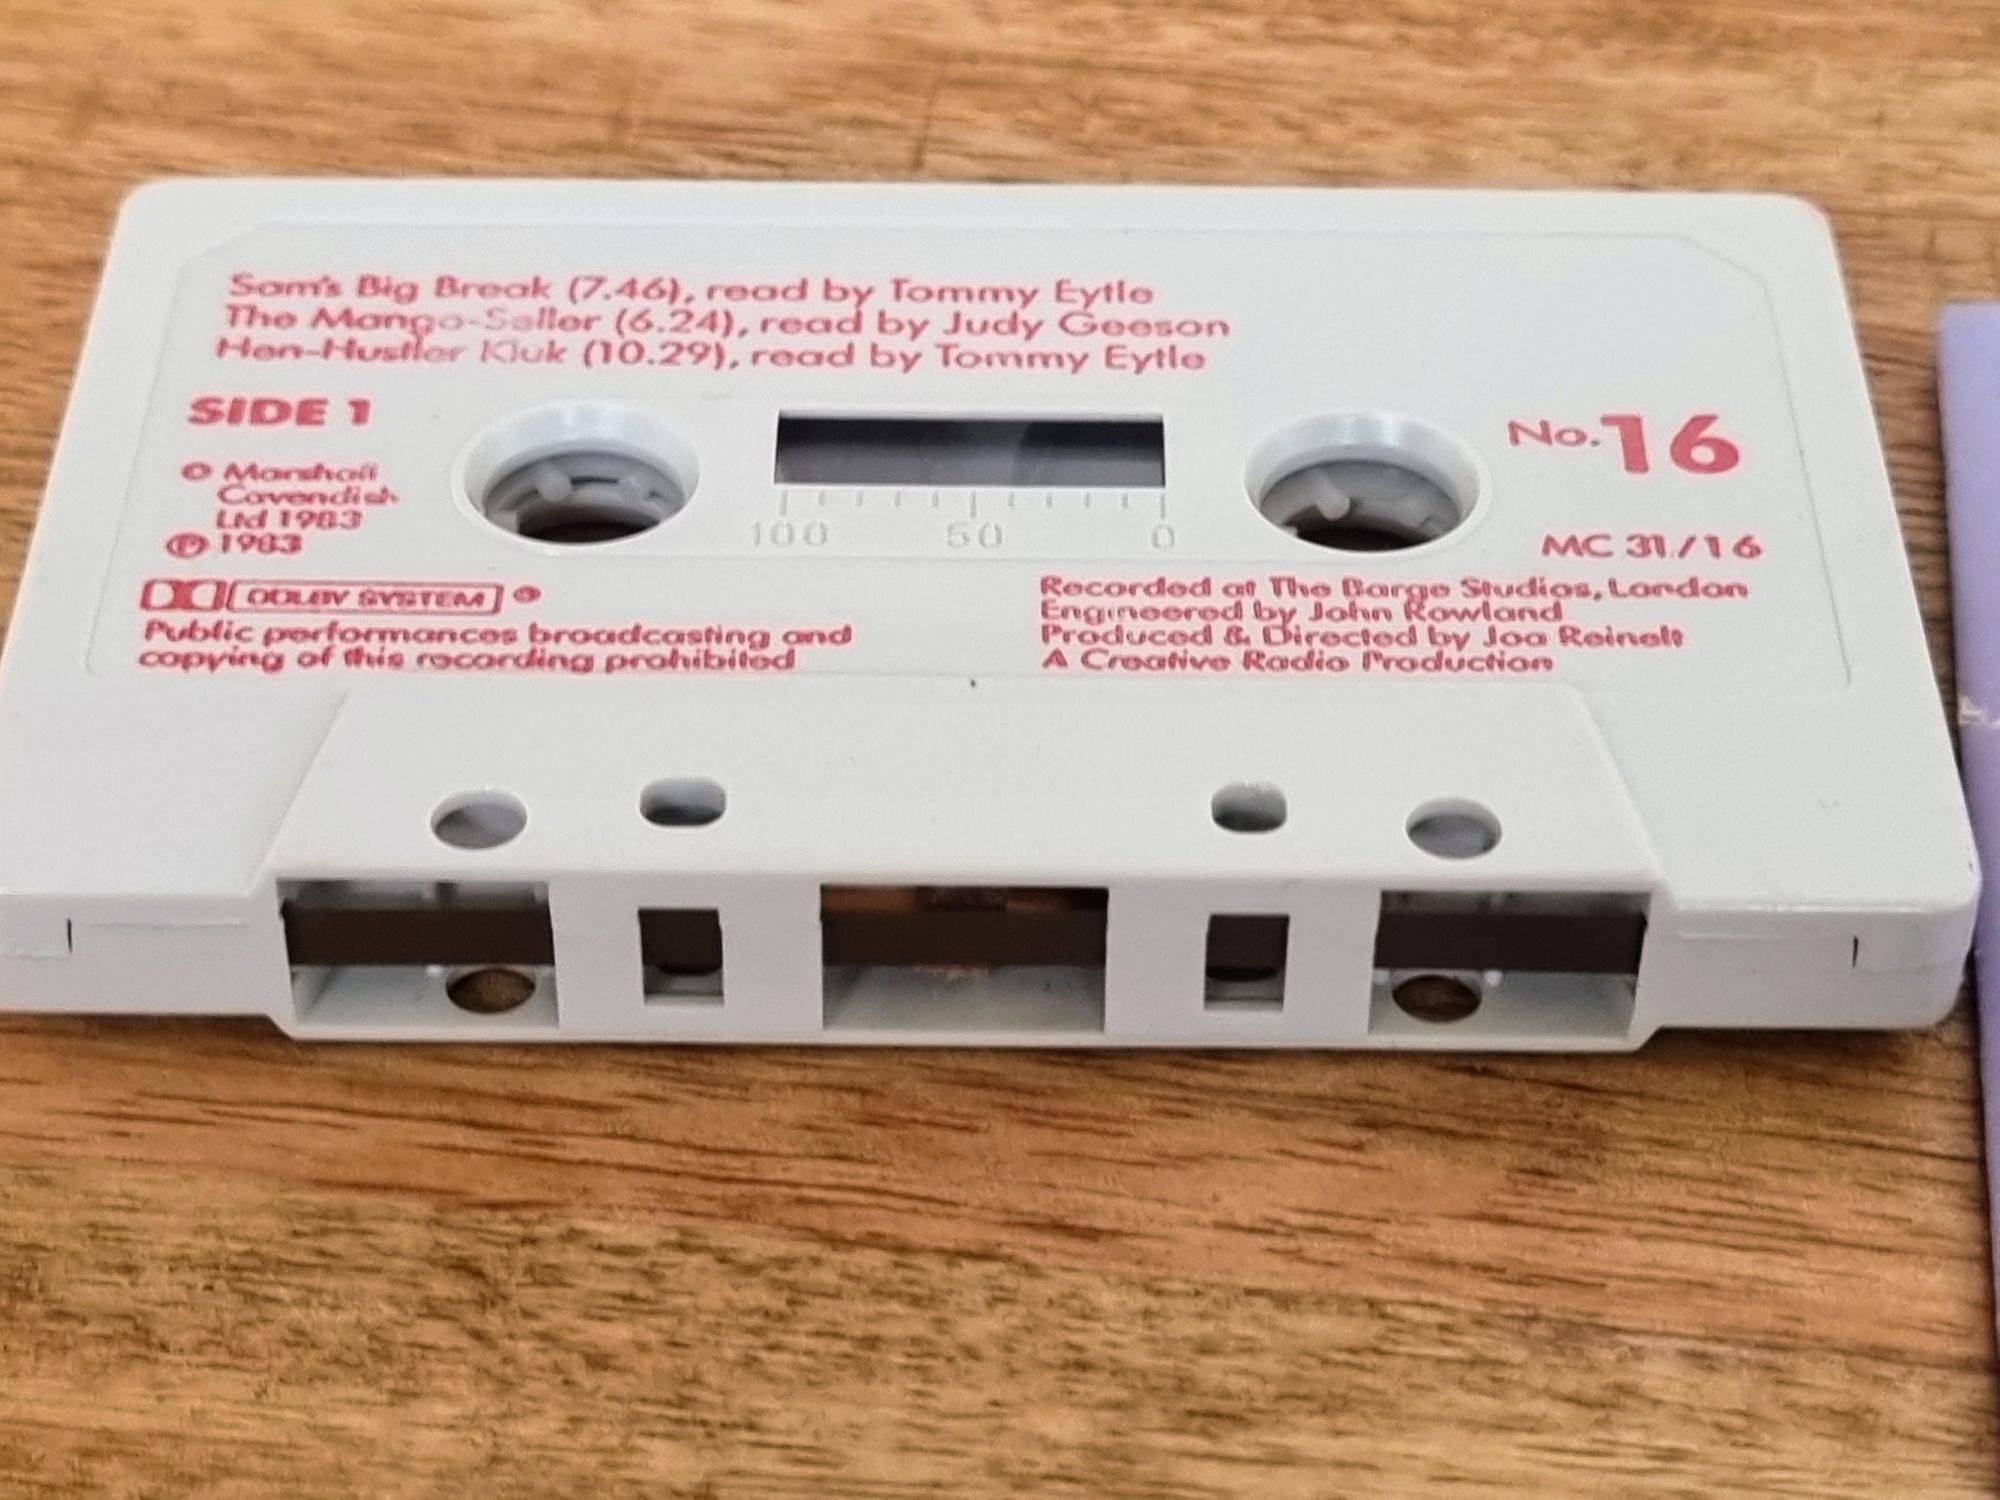 Sam's Big Break (7.46), read by Tommy Eytle
The Mango-Seller (6.24), read by Judy Geeson
Hen-Hustler Kluk (10.29), read by Tommy Eytle
SIDE 1
No. 16
© Marshall
Cavendish
Ltd 1983
℗ 1983
100 50 0
MC 31/16
DOLBY SYSTEM ®
Public performances broadcasting and
copying of this recording prohibited
Recorded at The Barge Studios, London
Engineered by John Rowland
Produced & Directed by Joa Reinelt
A Creative Radio Production